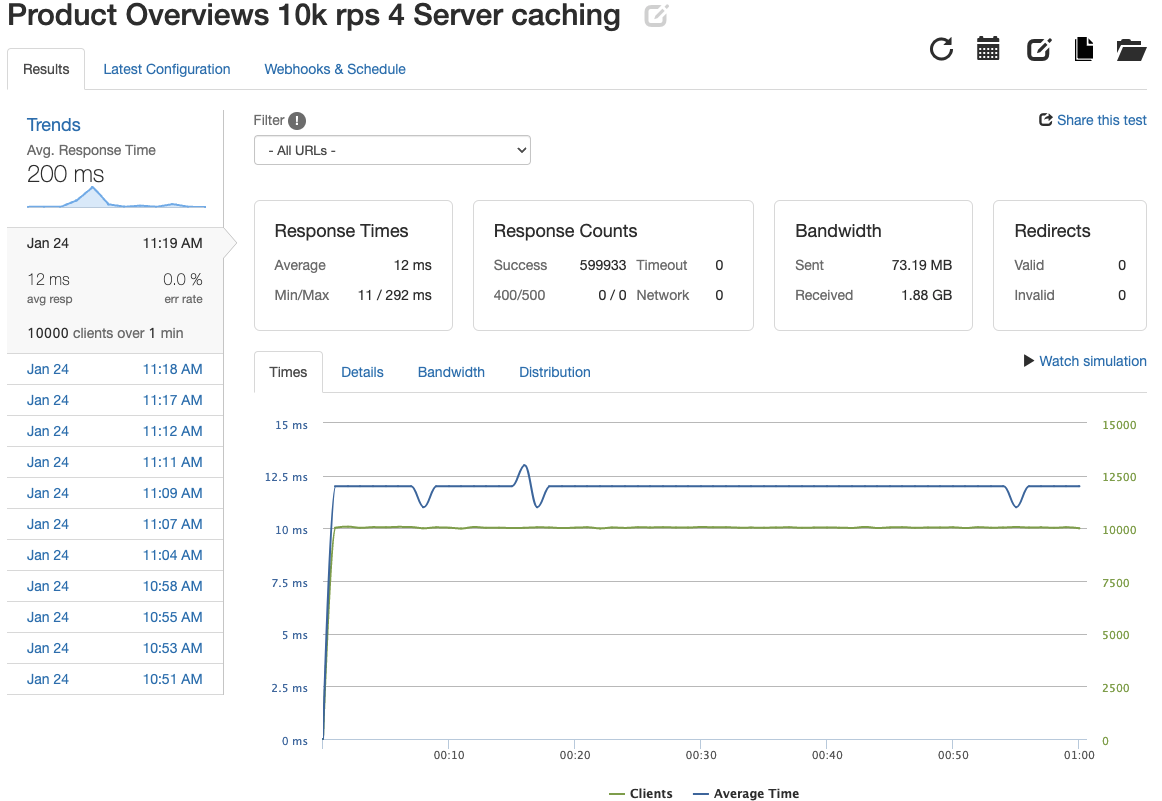 Product Overviews 10k rps 4 Server caching
Results Latest Configuration Webhooks & Schedule
Trends
Avg. Response Time
200 ms
Jan 24 11:19 AM
12 ms 0.0 %
avg resp err rate
10000 clients over 1 min
Jan 24 11:18 AM
Jan 24 11:17 AM
Jan 24 11:12 AM
Jan 24 11:11 AM
Jan 24 11:09 AM
Jan 24 11:07 AM
Jan 24 11:04 AM
Jan 24 10:58 AM
Jan 24 10:55 AM
Jan 24 10:53 AM
Jan 24 10:51 AM
Filter !
Share this test
- All URLs -
Response Times
Average 12 ms
Min/Max 11 / 292 ms
Response Counts
Success 599933 Timeout 0
400/500 0 / 0 Network 0
Bandwidth
Sent 73.19 MB
Received 1.88 GB
Redirects
Valid 0
Invalid 0
Times Details Bandwidth Distribution
Watch simulation
15 ms 15000
12.5 ms 12500
10 ms 10000
7.5 ms 7500
5 ms 5000
2.5 ms 2500
0 ms 0
00:10 00:20 00:30 00:40 00:50 01:00
Clients Average Time